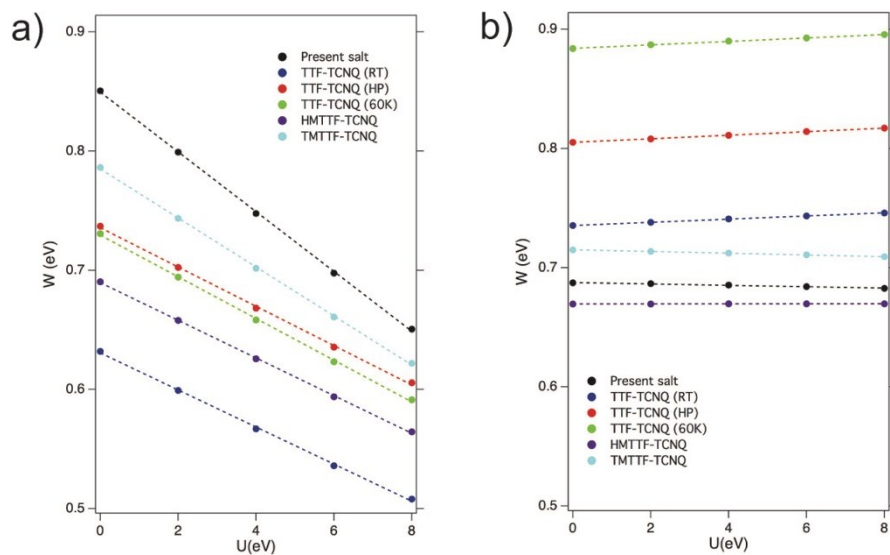 a)
0.9
0.8
0.7
0.6
0.5
W (eV)
Present salt
TTF-TCNQ (RT)
TTF-TCNQ (HP)
TTF-TCNQ (60K)
HMTTF-TCNQ
TMTTF-TCNQ
0 2 4 6 8
U(eV)
b)
0.9
0.8
0.7
0.6
0.5
W (eV)
Present salt
TTF-TCNQ (RT)
TTF-TCNQ (HP)
TTF-TCNQ (60K)
HMTTF-TCNQ
TMTTF-TCNQ
0 2 4 6 8
U(eV)